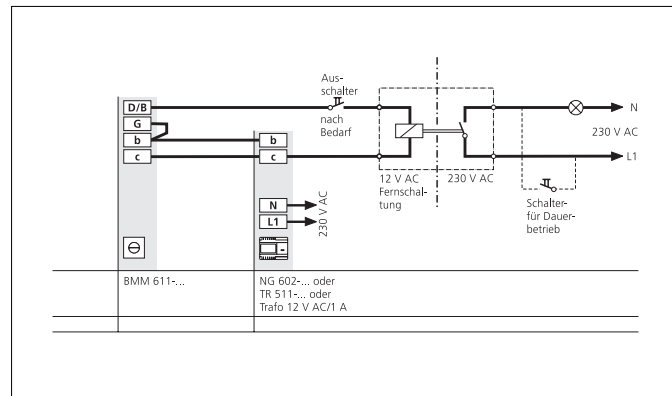 Aus-
schalter
nach
Bedarf
D/B
G
b
c
b
c
N
L1
230 V AC
12 V AC
Fernschal-
tung
230 V AC
N
230 V AC
L1
Schalter-
für Dauer-
betrieb
BMM 611-...
NG 602-... oder
TR 511-... oder
Trafo 12 V AC/1 A